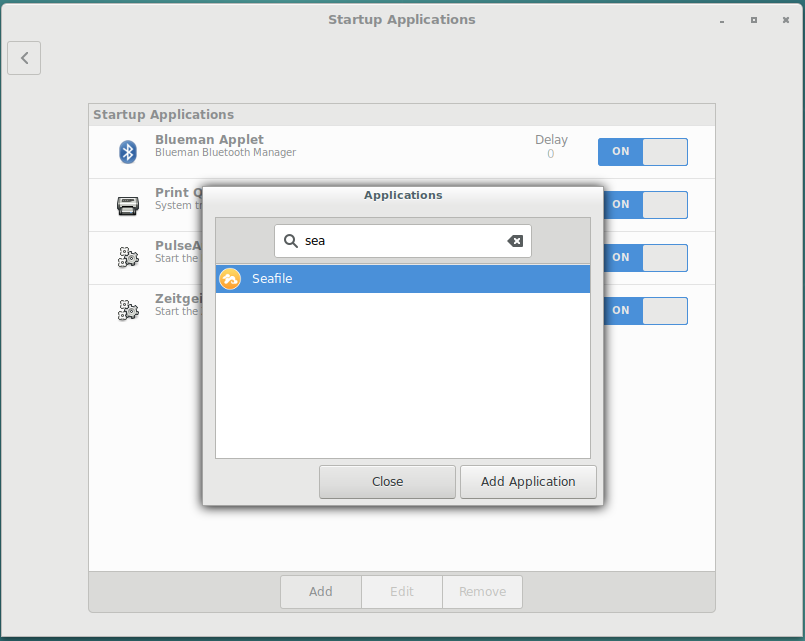 Startup Applications
Startup Applications
Blueman Applet
Blueman Bluetooth Manager
Delay
0
ON
Print Q
System tr
ON
PulseA
Start the
ON
Zeitgei
Start the
ON
Applications
sea
Seafile
Close
Add Application
Add
Edit
Remove